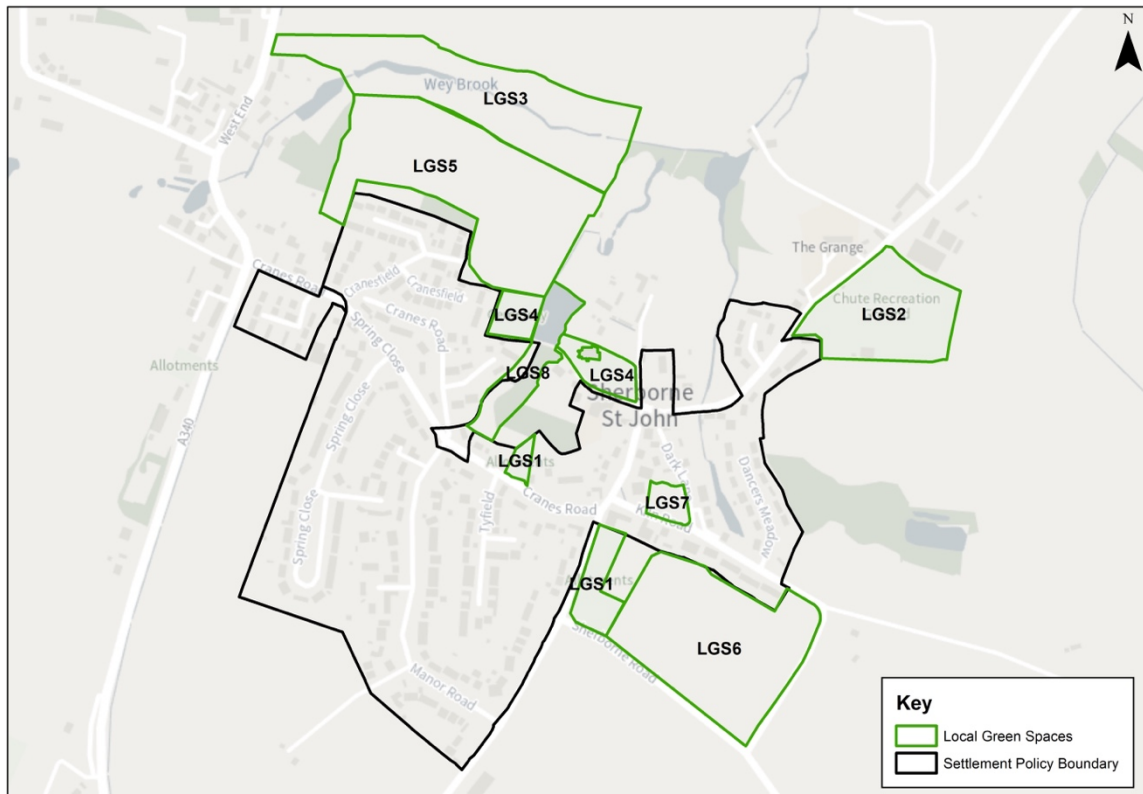 N
Wey Brook
LGS3
West End
LGS5
The Grange
Cranes Road
Cranesfield
Cranesfield
Chute Recreation
LGS2
LGS4
Cranes Road
Spring Close
Allotments
LGS8
LGS4
Sherborne
St John
A340
Spring Close
Spring Close
LGS1
Dark La
Dancers Meadow
Tyfield
Cranes Road
LGS7
Road
LGS1
Sherborne Road
LGS6
Manor Road
Key
Local Green Spaces
Settlement Policy Boundary